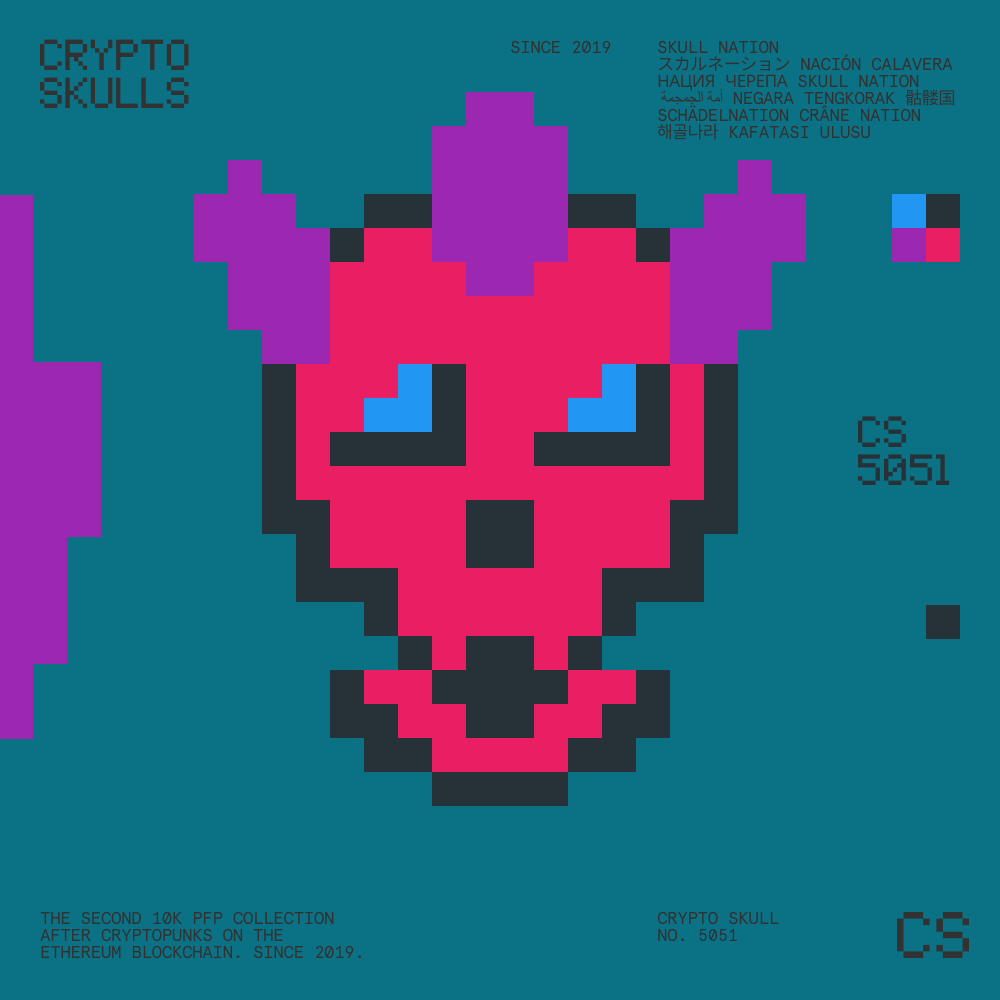 CRYPTO
SKULLS
SINCE 2019
SKULL NATION
スカルネーション NACIÓN CALAVERA
НАЦИЯ ЧЕРЕПА SKULL NATION
أمة الجمجمة NEGARA TENGKORAK 骷髅国
SCHÄDELNATION CRÂNE NATION
해골나라 KAFATASI ULUSU
CS
5051
THE SECOND 10K PFP COLLECTION
AFTER CRYPTOPUNKS ON THE
ETHEREUM BLOCKCHAIN. SINCE 2019.
CRYPTO SKULL
NO. 5051
CS